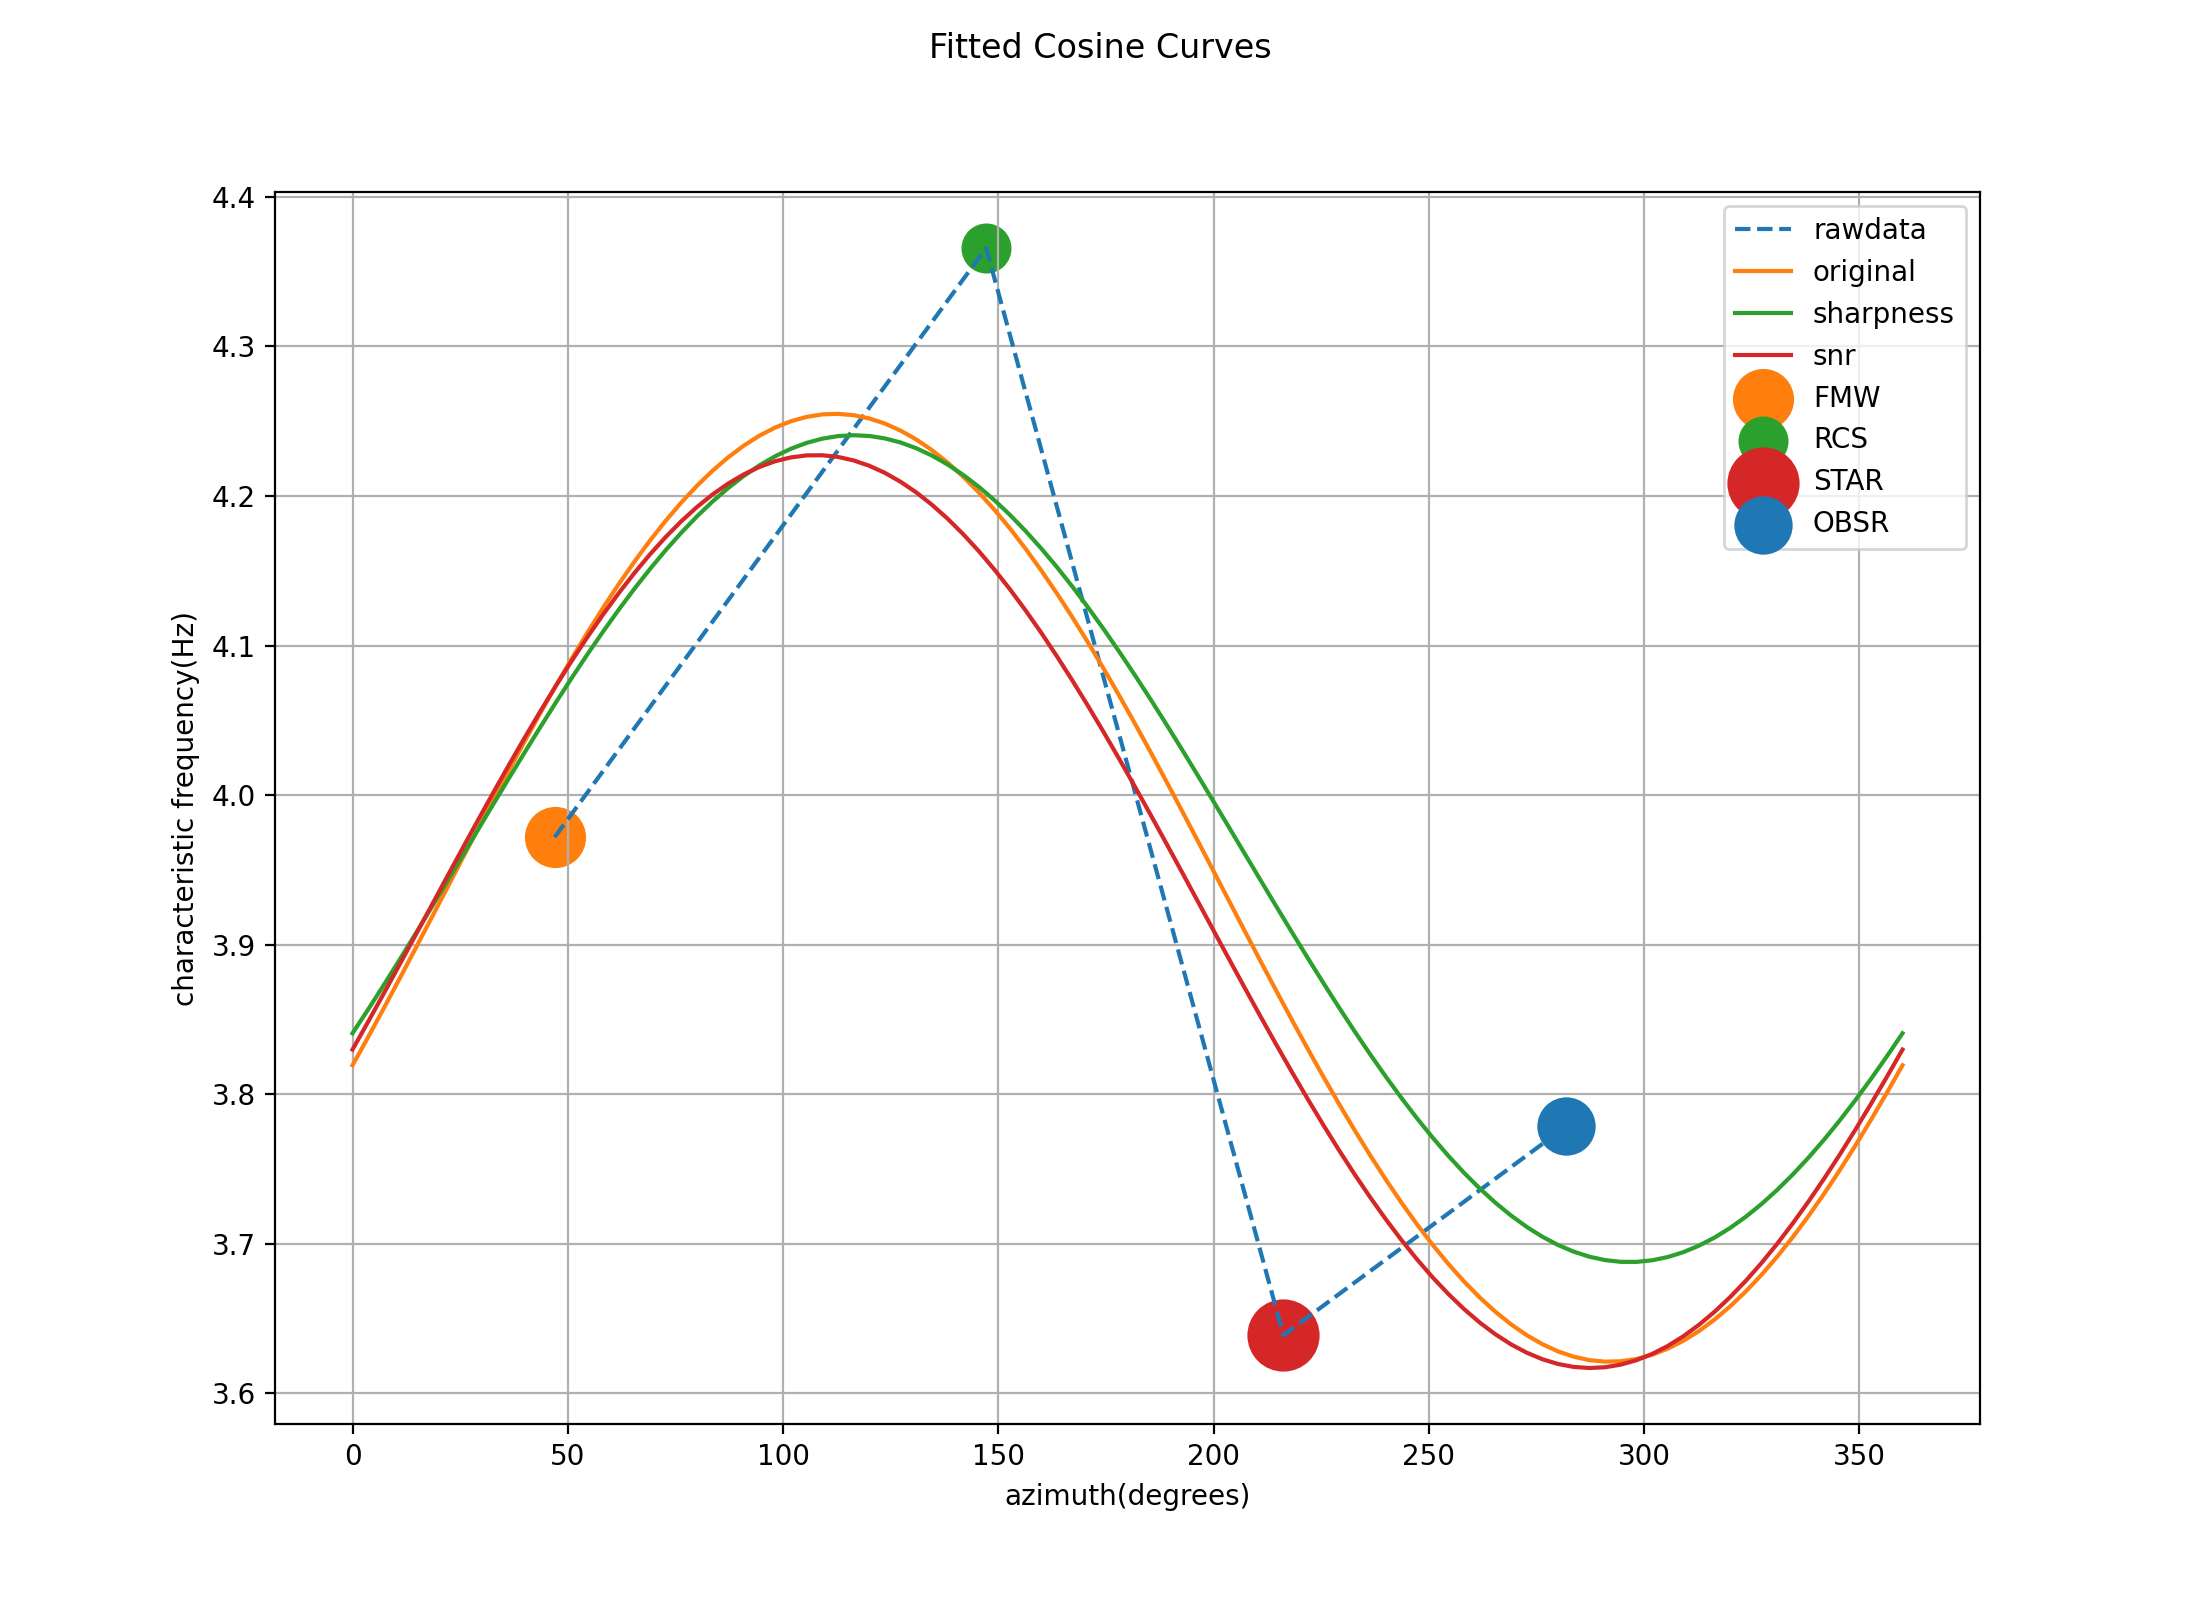 Fitted Cosine Curves
4.4
4.3
4.2
4.1
4.0
3.9
3.8
3.7
3.6
characteristic frequency(Hz)
rawdata
original
sharpness
snr
FMW
RCS
STAR
OBSR
0 50 100 150 200 250 300 350
azimuth(degrees)